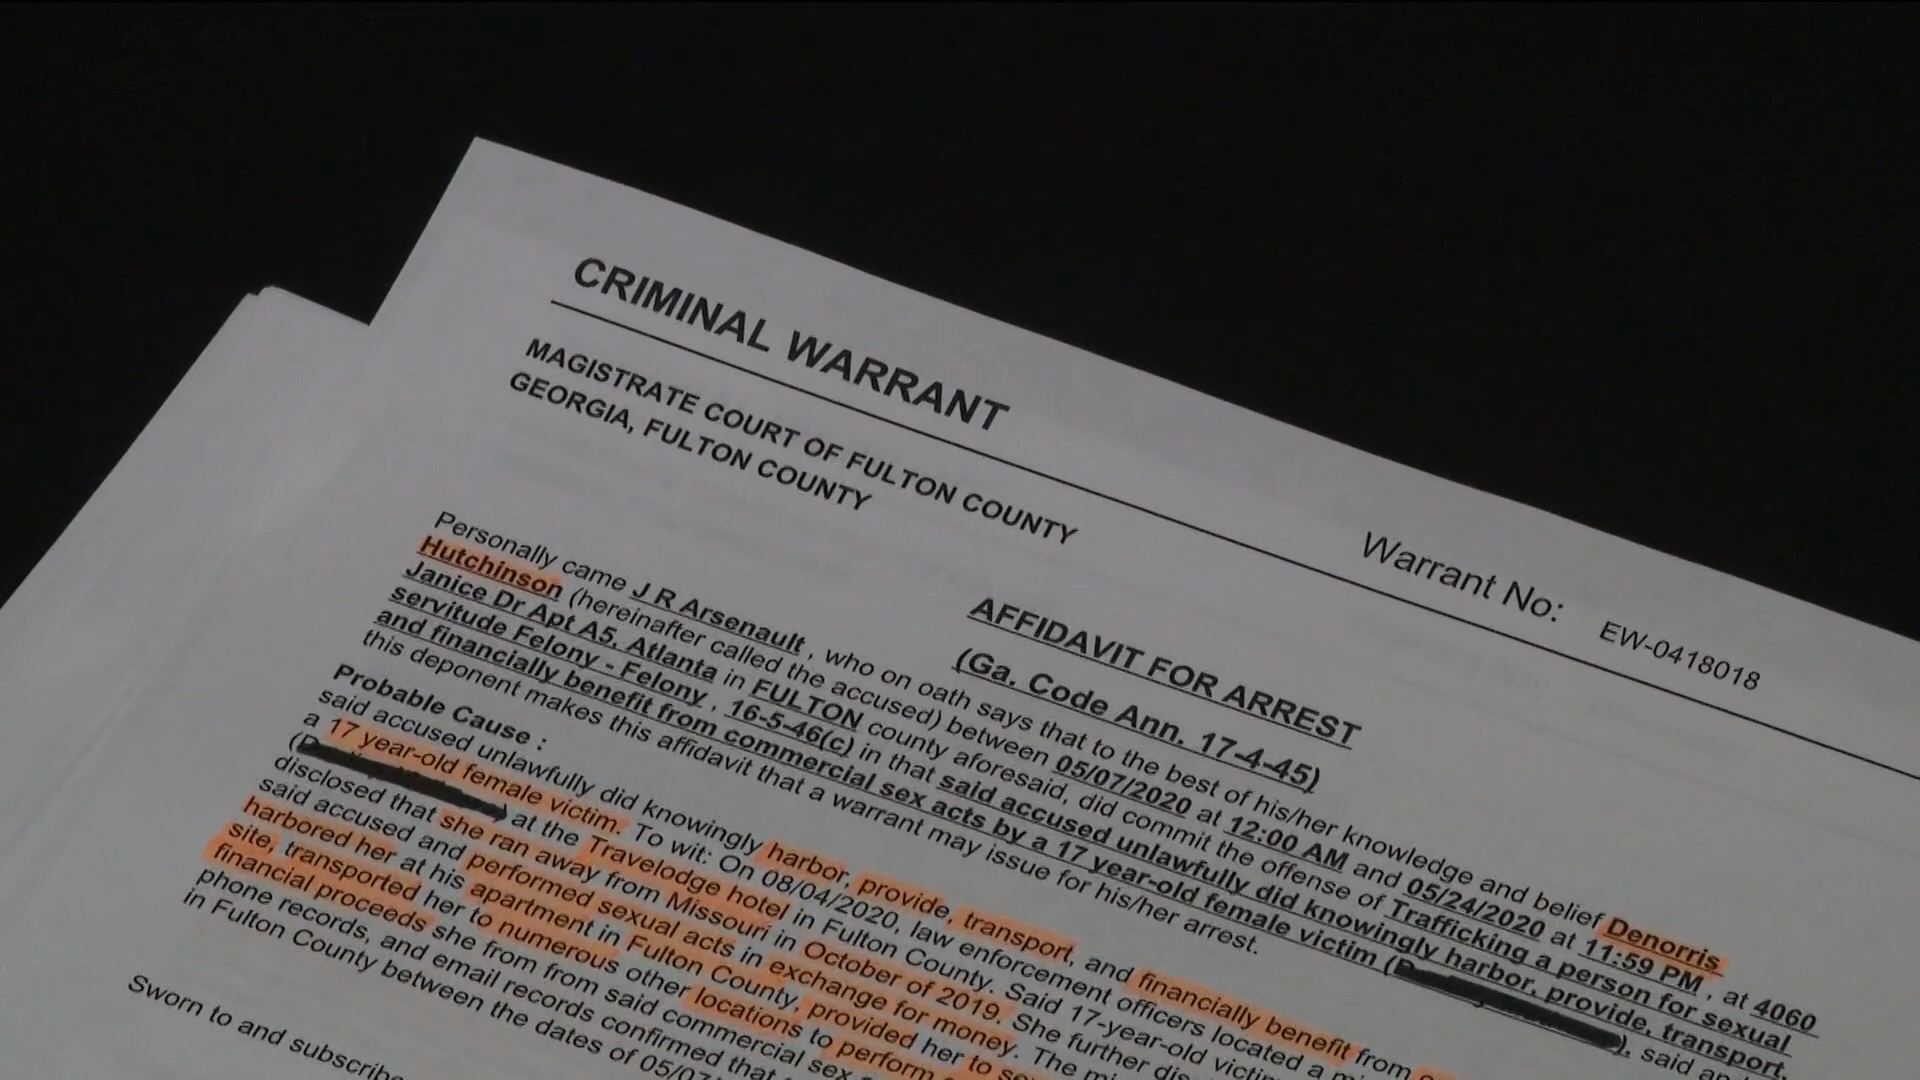 CRIMINAL WARRANT
MAGISTRATE COURT OF FULTON COUNTY
GEORGIA, FULTON COUNTY
Warrant No: EW-0418018
AFFIDAVIT FOR ARREST
(Ga. Code Ann. 17-4-45)
Personally came J R Arsenault , who on oath says that to the best of his/her knowledge and belief Denorris
Hutchinson (hereinafter called the accused) between 05/07/2020 at 12:00 AM and 05/24/2020 at 11:59 PM , at 4060
Janice Dr Apt A5, Atlanta in FULTON county aforesaid, did commit the offense of Trafficking a person for sexual
servitude Felony - Felony , 16-5-46(c) in that said accused unlawfully did knowingly harbor, provide, transport,
and financially benefit from commercial sex acts by a 17 year-old female victim ( ), said
this deponent makes this affidavit that a warrant may issue for his/her arrest.
Probable Cause :
said accused unlawfully did knowingly harbor, provide, transport, and financially benefit from
a 17 year-old female victim. To wit: On 08/04/2020, law enforcement officers located a
( at the Travelodge hotel in Fulton County. Said 17-year-old
disclosed that she ran away from Missouri in October of 2019. She further
said accused and performed sexual acts in exchange for money. The
harbored her at his apartment in Fulton County, provided her to
site, transported her to numerous other locations to perform
financial proceeds she from from said commercial sex
phone records, and email records confirmed that
in Fulton County between the dates of 05/07
Sworn to and